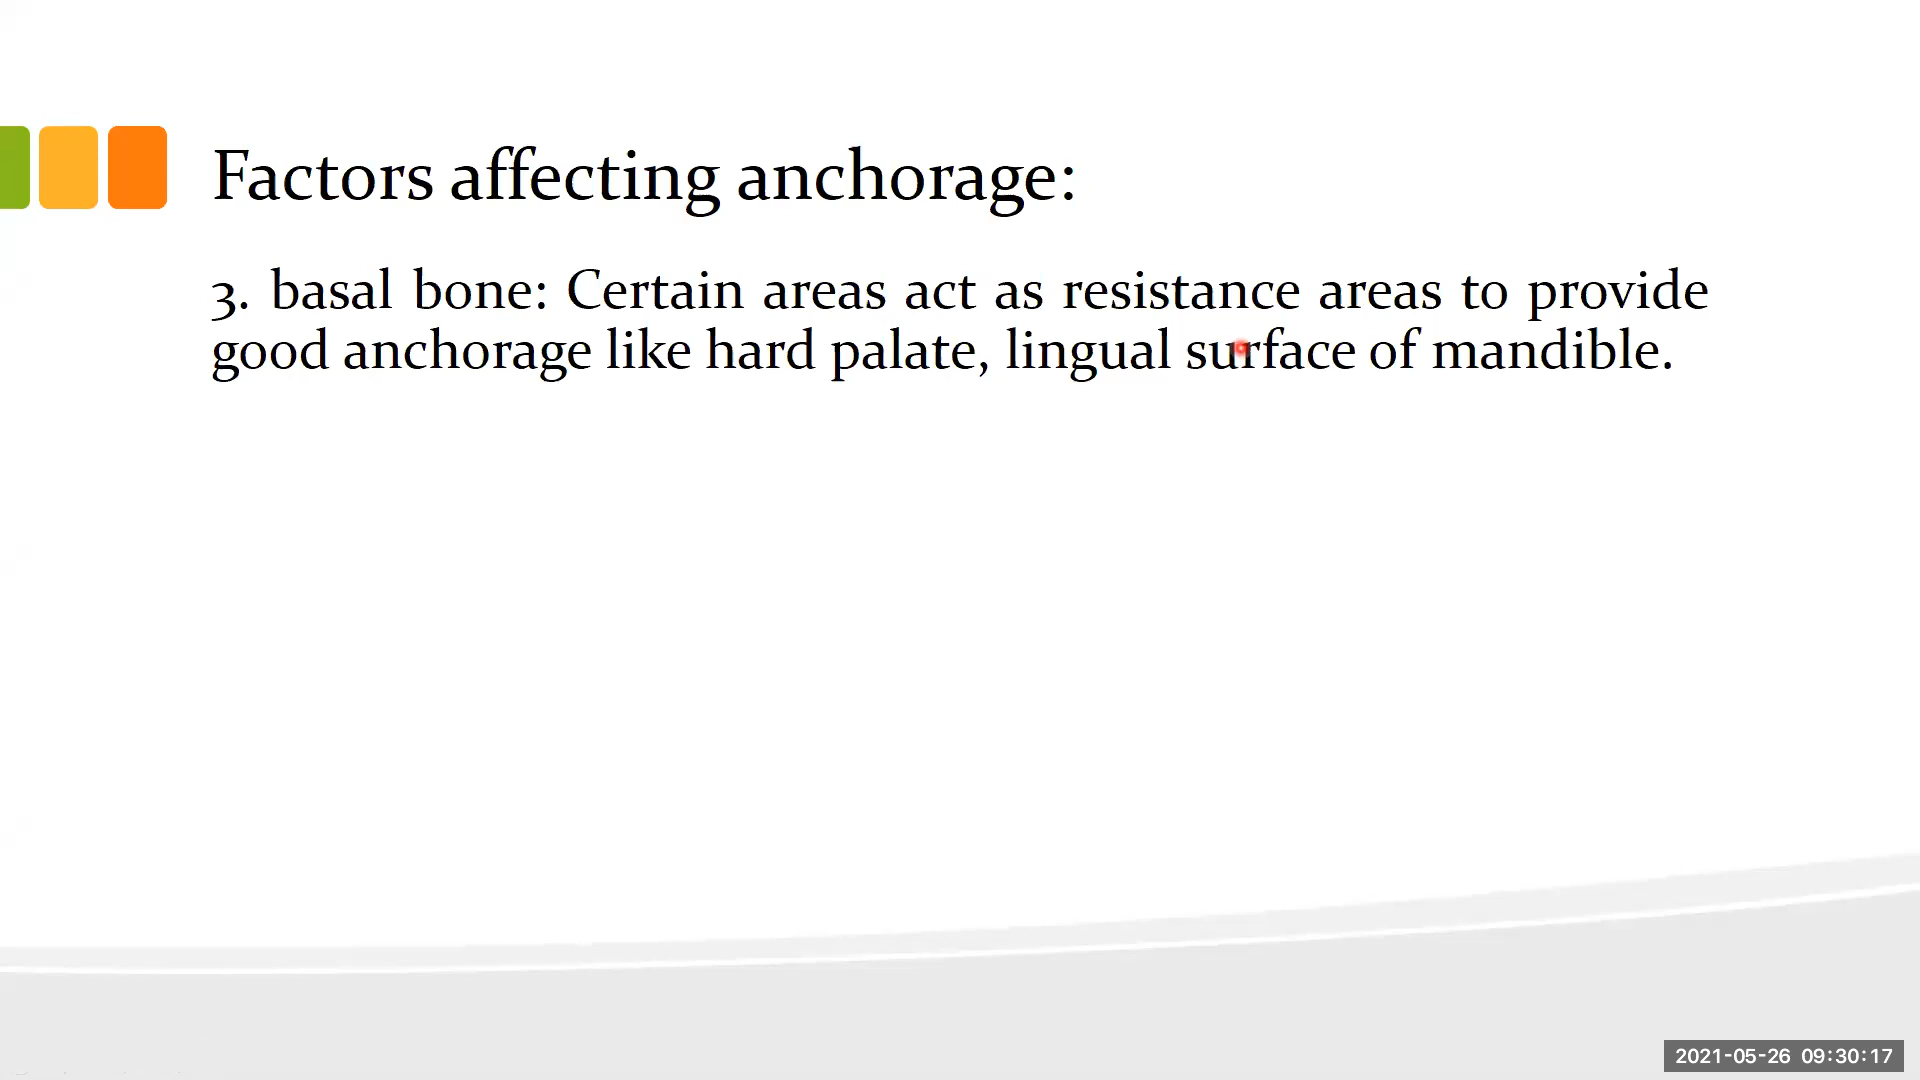 Factors affecting anchorage:
3. basal bone: Certain areas act as resistance areas to provide
good anchorage like hard palate, lingual surface of mandible.
2021-05-26 09:30:17